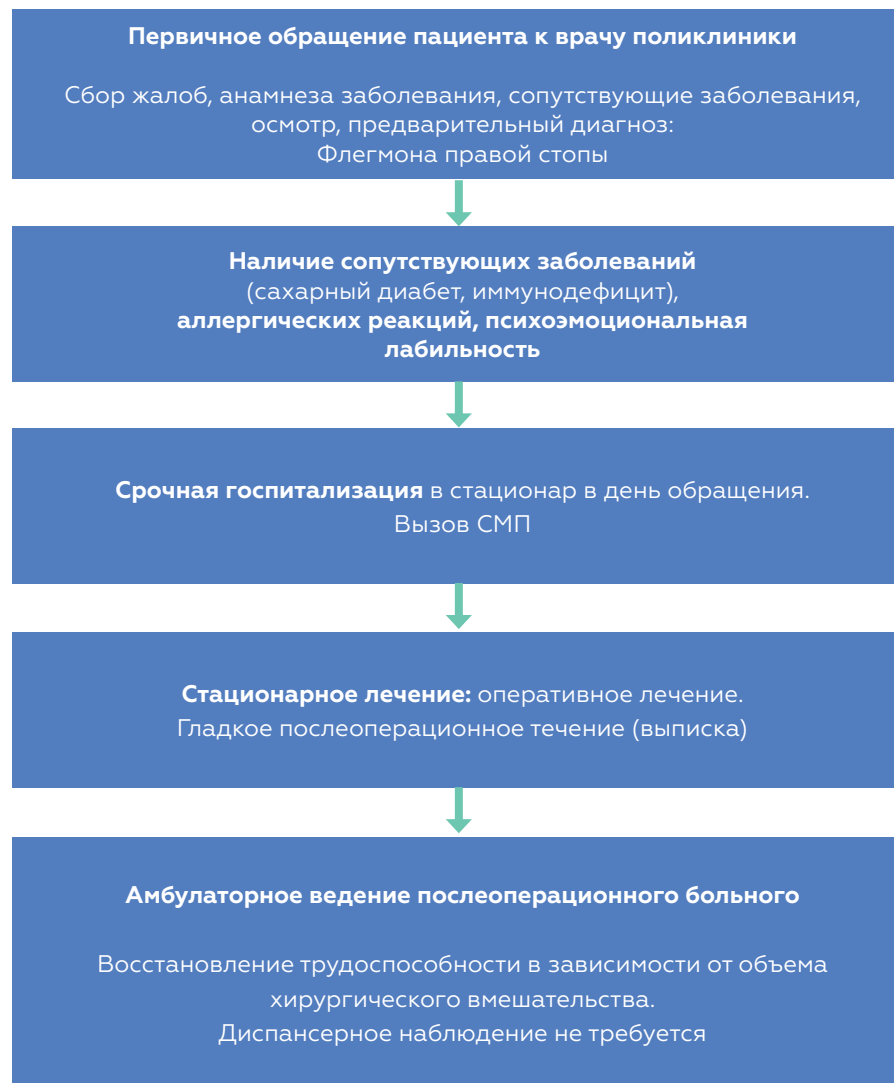 Первичное обращение пациента к врачу поликлиники
Сбор жалоб, анамнеза заболевания, сопутствующие заболевания,
осмотр, предварительный диагноз:
Флегмона правой стопы
Наличие сопутствующих заболеваний
(сахарный диабет, иммунодефицит),
аллергических реакций, психоэмоциональная
лабильность
Срочная госпитализация в стационар в день обращения.
Вызов СМП
Стационарное лечение: оперативное лечение.
Гладкое послеоперационное течение (выписка)
Амбулаторное ведение послеоперационного больного
Восстановление трудоспособности в зависимости от объема
хирургического вмешательства.
Диспансерное наблюдение не требуется